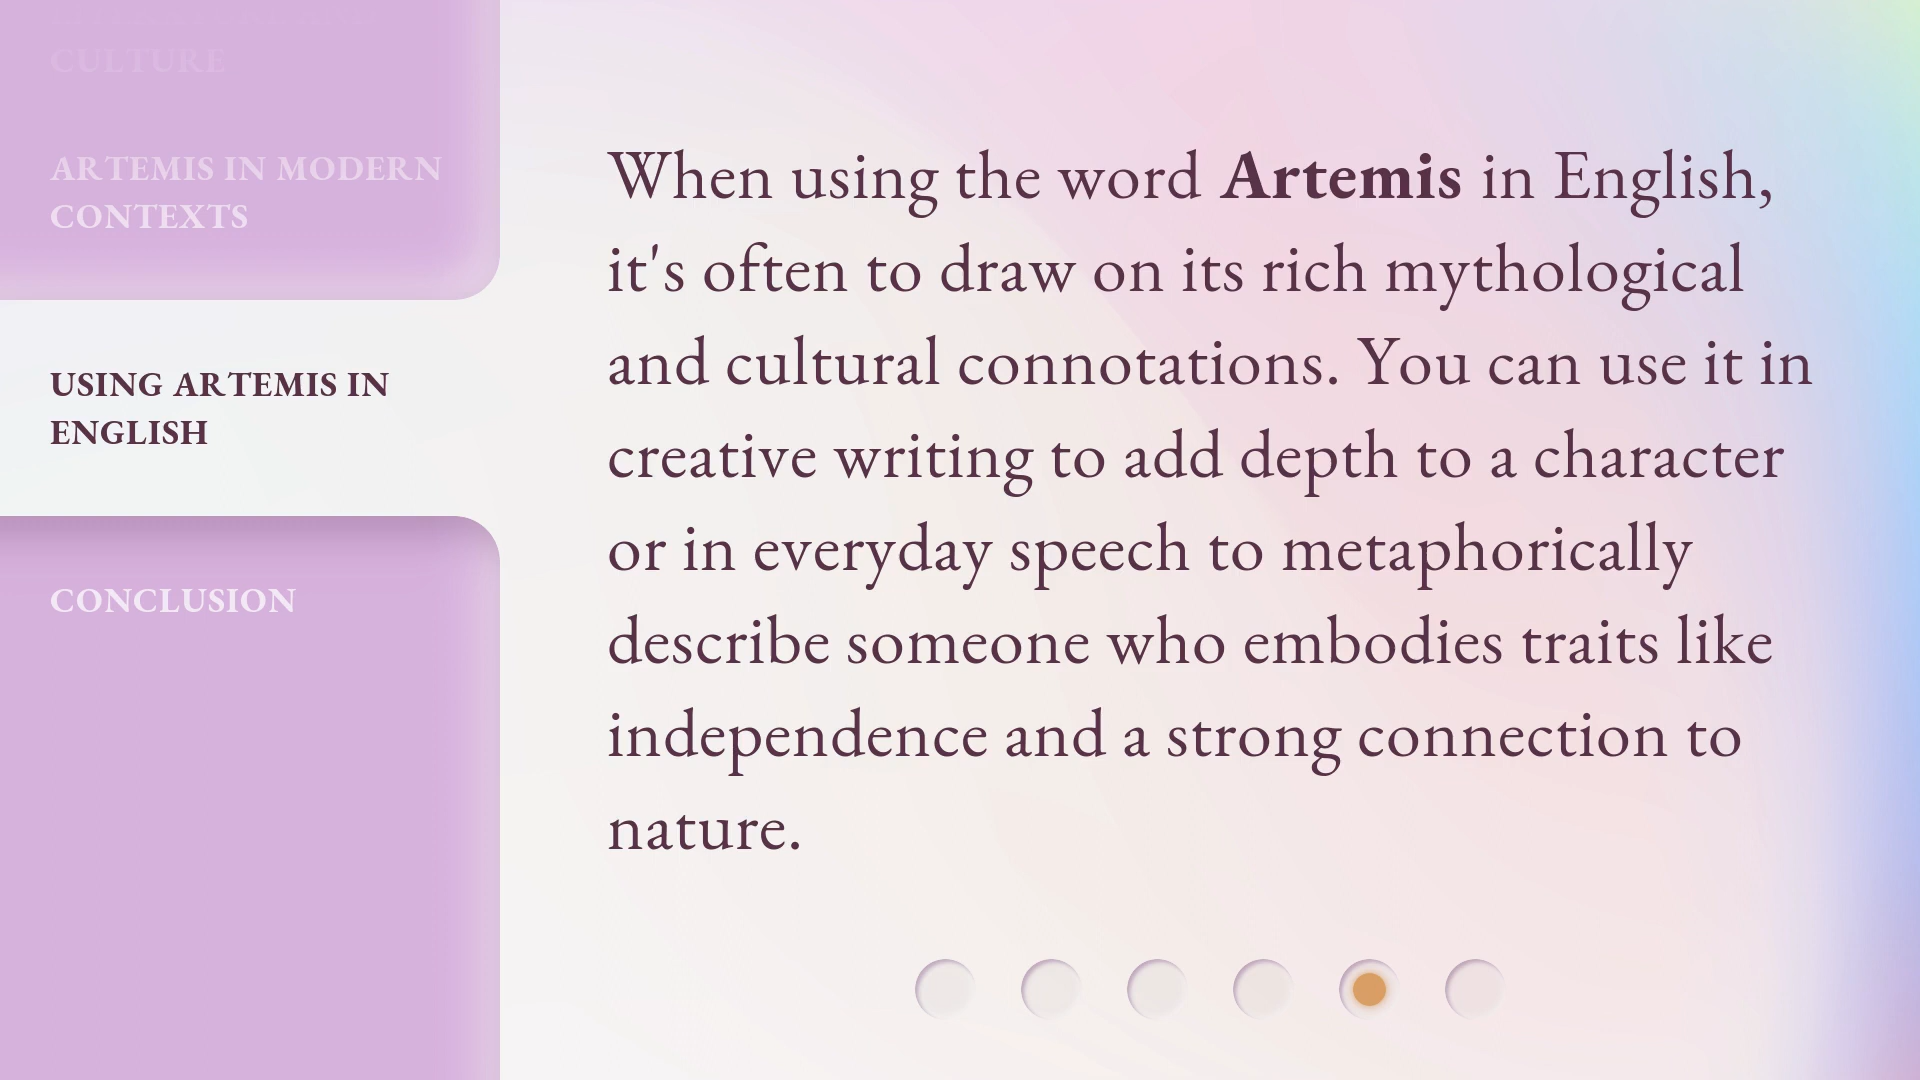 CULTURE
ARTEMIS IN MODERN
CONTEXTS
USING ARTEMIS IN
ENGLISH
CONCLUSION
When using the word Artemis in English,
it's often to draw on its rich mythological
and cultural connotations. You can use it in
creative writing to add depth to a character
or in everyday speech to metaphorically
describe someone who embodies traits like
independence and a strong connection to
nature.